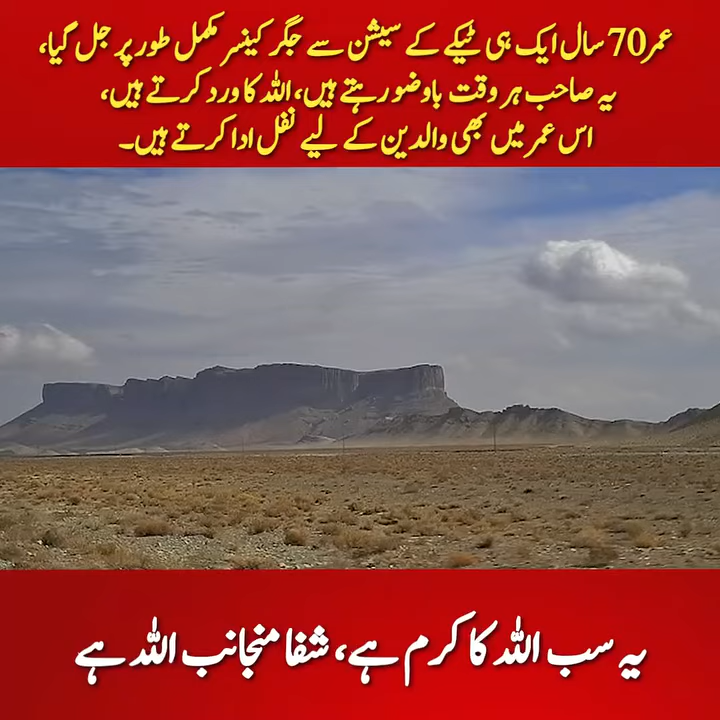 عمر70 سال ایک ہی ٹیکے کے سیشن سے جگر کینسر مکمل طور پر جل گیا،
یہ صاحب ہر وقت باوضو رہتے ہیں، اللہ کا ورد کرتے ہیں،
اس عمر میں بھی والدین کے لیے نفل ادا کرتے ہیں۔
یہ سب اللہ کا کرم ہے، شفا منجانب اللہ ہے